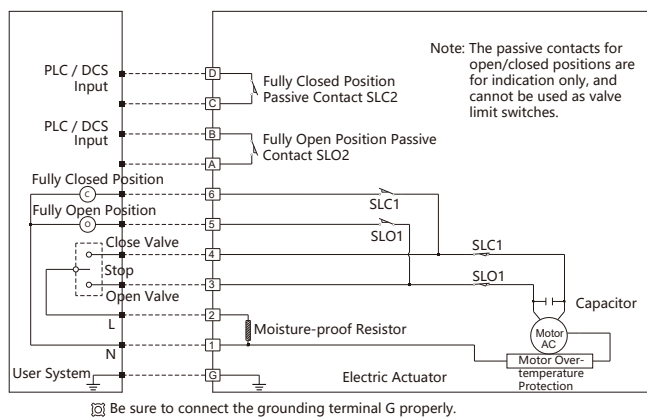 Note: The passive contacts for
open/closed positions are
for indication only, and
cannot be used as valve
limit switches.
PLC / DCS
Input
D
C
Fully Closed Position
Passive Contact SLC2
PLC / DCS
Input
B
A
Fully Open Position Passive
Contact SLO2
Fully Closed Position
C
6
SLC1
Fully Open Position
O
5
SLO1
Close Valve
4
SLC1
Stop
3
SLO1
Open Valve
Capacitor
L
2
Moisture-proof Resistor
Motor
AC
N
1
Motor Over-
temperature
Protection
User System
G
Electric Actuator
Be sure to connect the grounding terminal G properly.